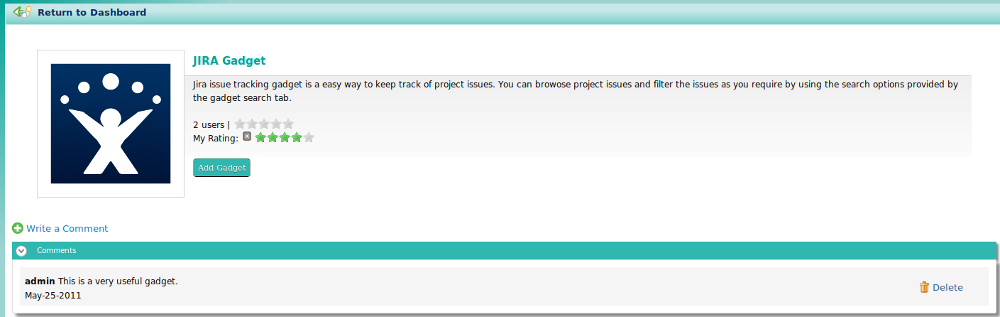 Return to Dashboard
JIRA Gadget
Jira issue tracking gadget is a easy way to keep track of project issues. You can browse project issues and filter the issues as you require by using the search options provided by
the gadget search tab.
2 users |
My Rating:
Add Gadget
Write a Comment
Comments
admin This is a very useful gadget.
Delete
May-25-2011